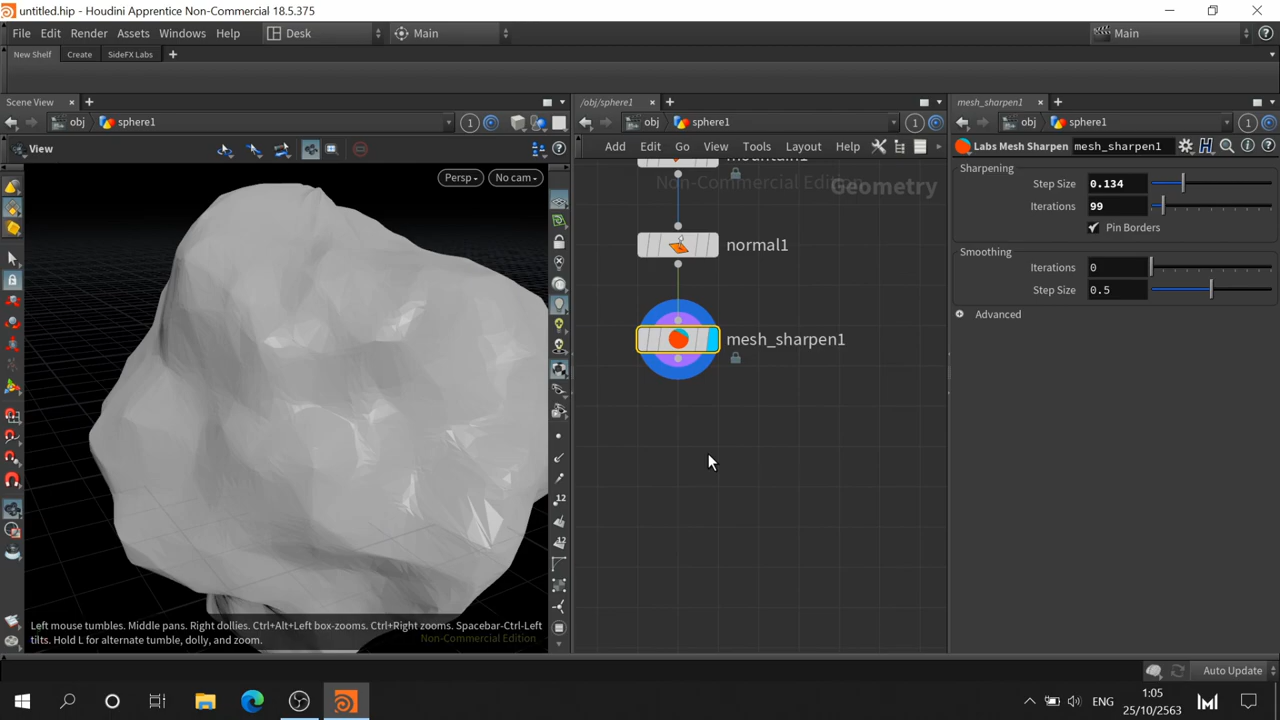 untitled.hip - Houdini Apprentice Non-Commercial 18.5.375
File Edit Render Assets Windows Help
Desk
Main
Main
New Shelf Create SideFX Labs
Scene View
/obj/sphere1
mesh_sharpen1
obj sphere1
obj sphere1
obj sphere1
View
Add Edit Go View Tools Layout Help
Labs Mesh Sharpen mesh_sharpen1
Persp
No cam
mountain1
Non-Commercial Edition
Geometry
Sharpening
Step Size 0.134
Iterations 99
Pin Borders
Smoothing
Iterations 0
Step Size 0.5
Advanced
normal1
mesh_sharpen1
12
12
Left mouse tumbles. Middle pans. Right dollies. Ctrl+Alt+Left box-zooms. Ctrl+Right zooms. Spacebar-Ctrl-Left
tilts. Hold L for alternate tumble, dolly, and zoom.
Non-Commercial Edition
Auto Update
ENG
1:05
25/10/2563